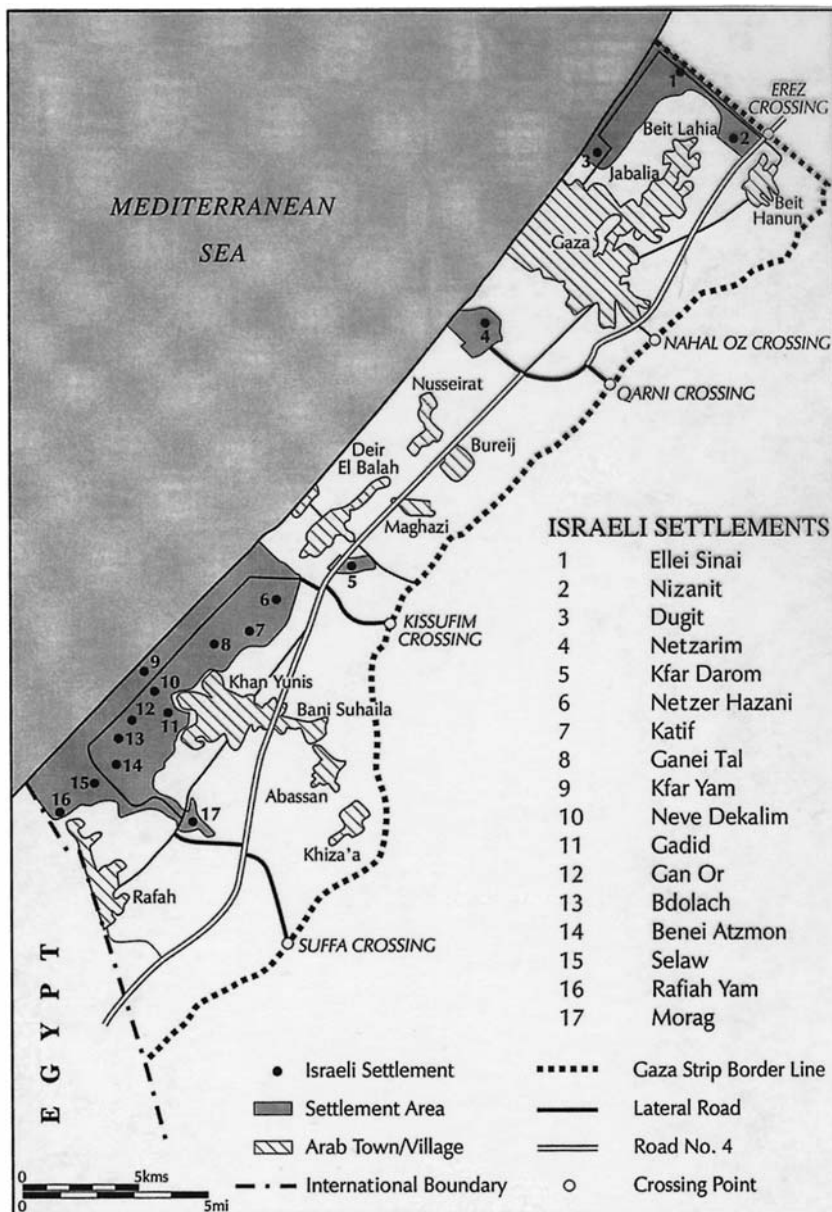 EREZ
CROSSING
1
2
3
Beit Lahia
Jabalia
Beit
Hanun
Gaza
MEDITERRANEAN
SEA
4
NAHAL OZ CROSSING
QARNI CROSSING
Nusseirat
Bureij
Deir
El Balah
Maghazi
5
KISSUFIM
CROSSING
6
7
8
9
10
11
12
13
14
15
16
17
Khan Yunis
Bani Suhaila
Abassan
Khiza'a
Rafah
SUFFA CROSSING
EGYPT
ISRAELI SETTLEMENTS
1 Ellei Sinai
2 Nizanit
3 Dugit
4 Netzarim
5 Kfar Darom
6 Netzer Hazani
7 Katif
8 Ganei Tal
9 Kfar Yam
10 Neve Dekalim
11 Gadid
12 Gan Or
13 Bdolach
14 Benei Atzmon
15 Selaw
16 Rafiah Yam
17 Morag
Israeli Settlement
Settlement Area
Arab Town/Village
International Boundary
Gaza Strip Border Line
Lateral Road
Road No. 4
Crossing Point
0 5kms
0 5mi